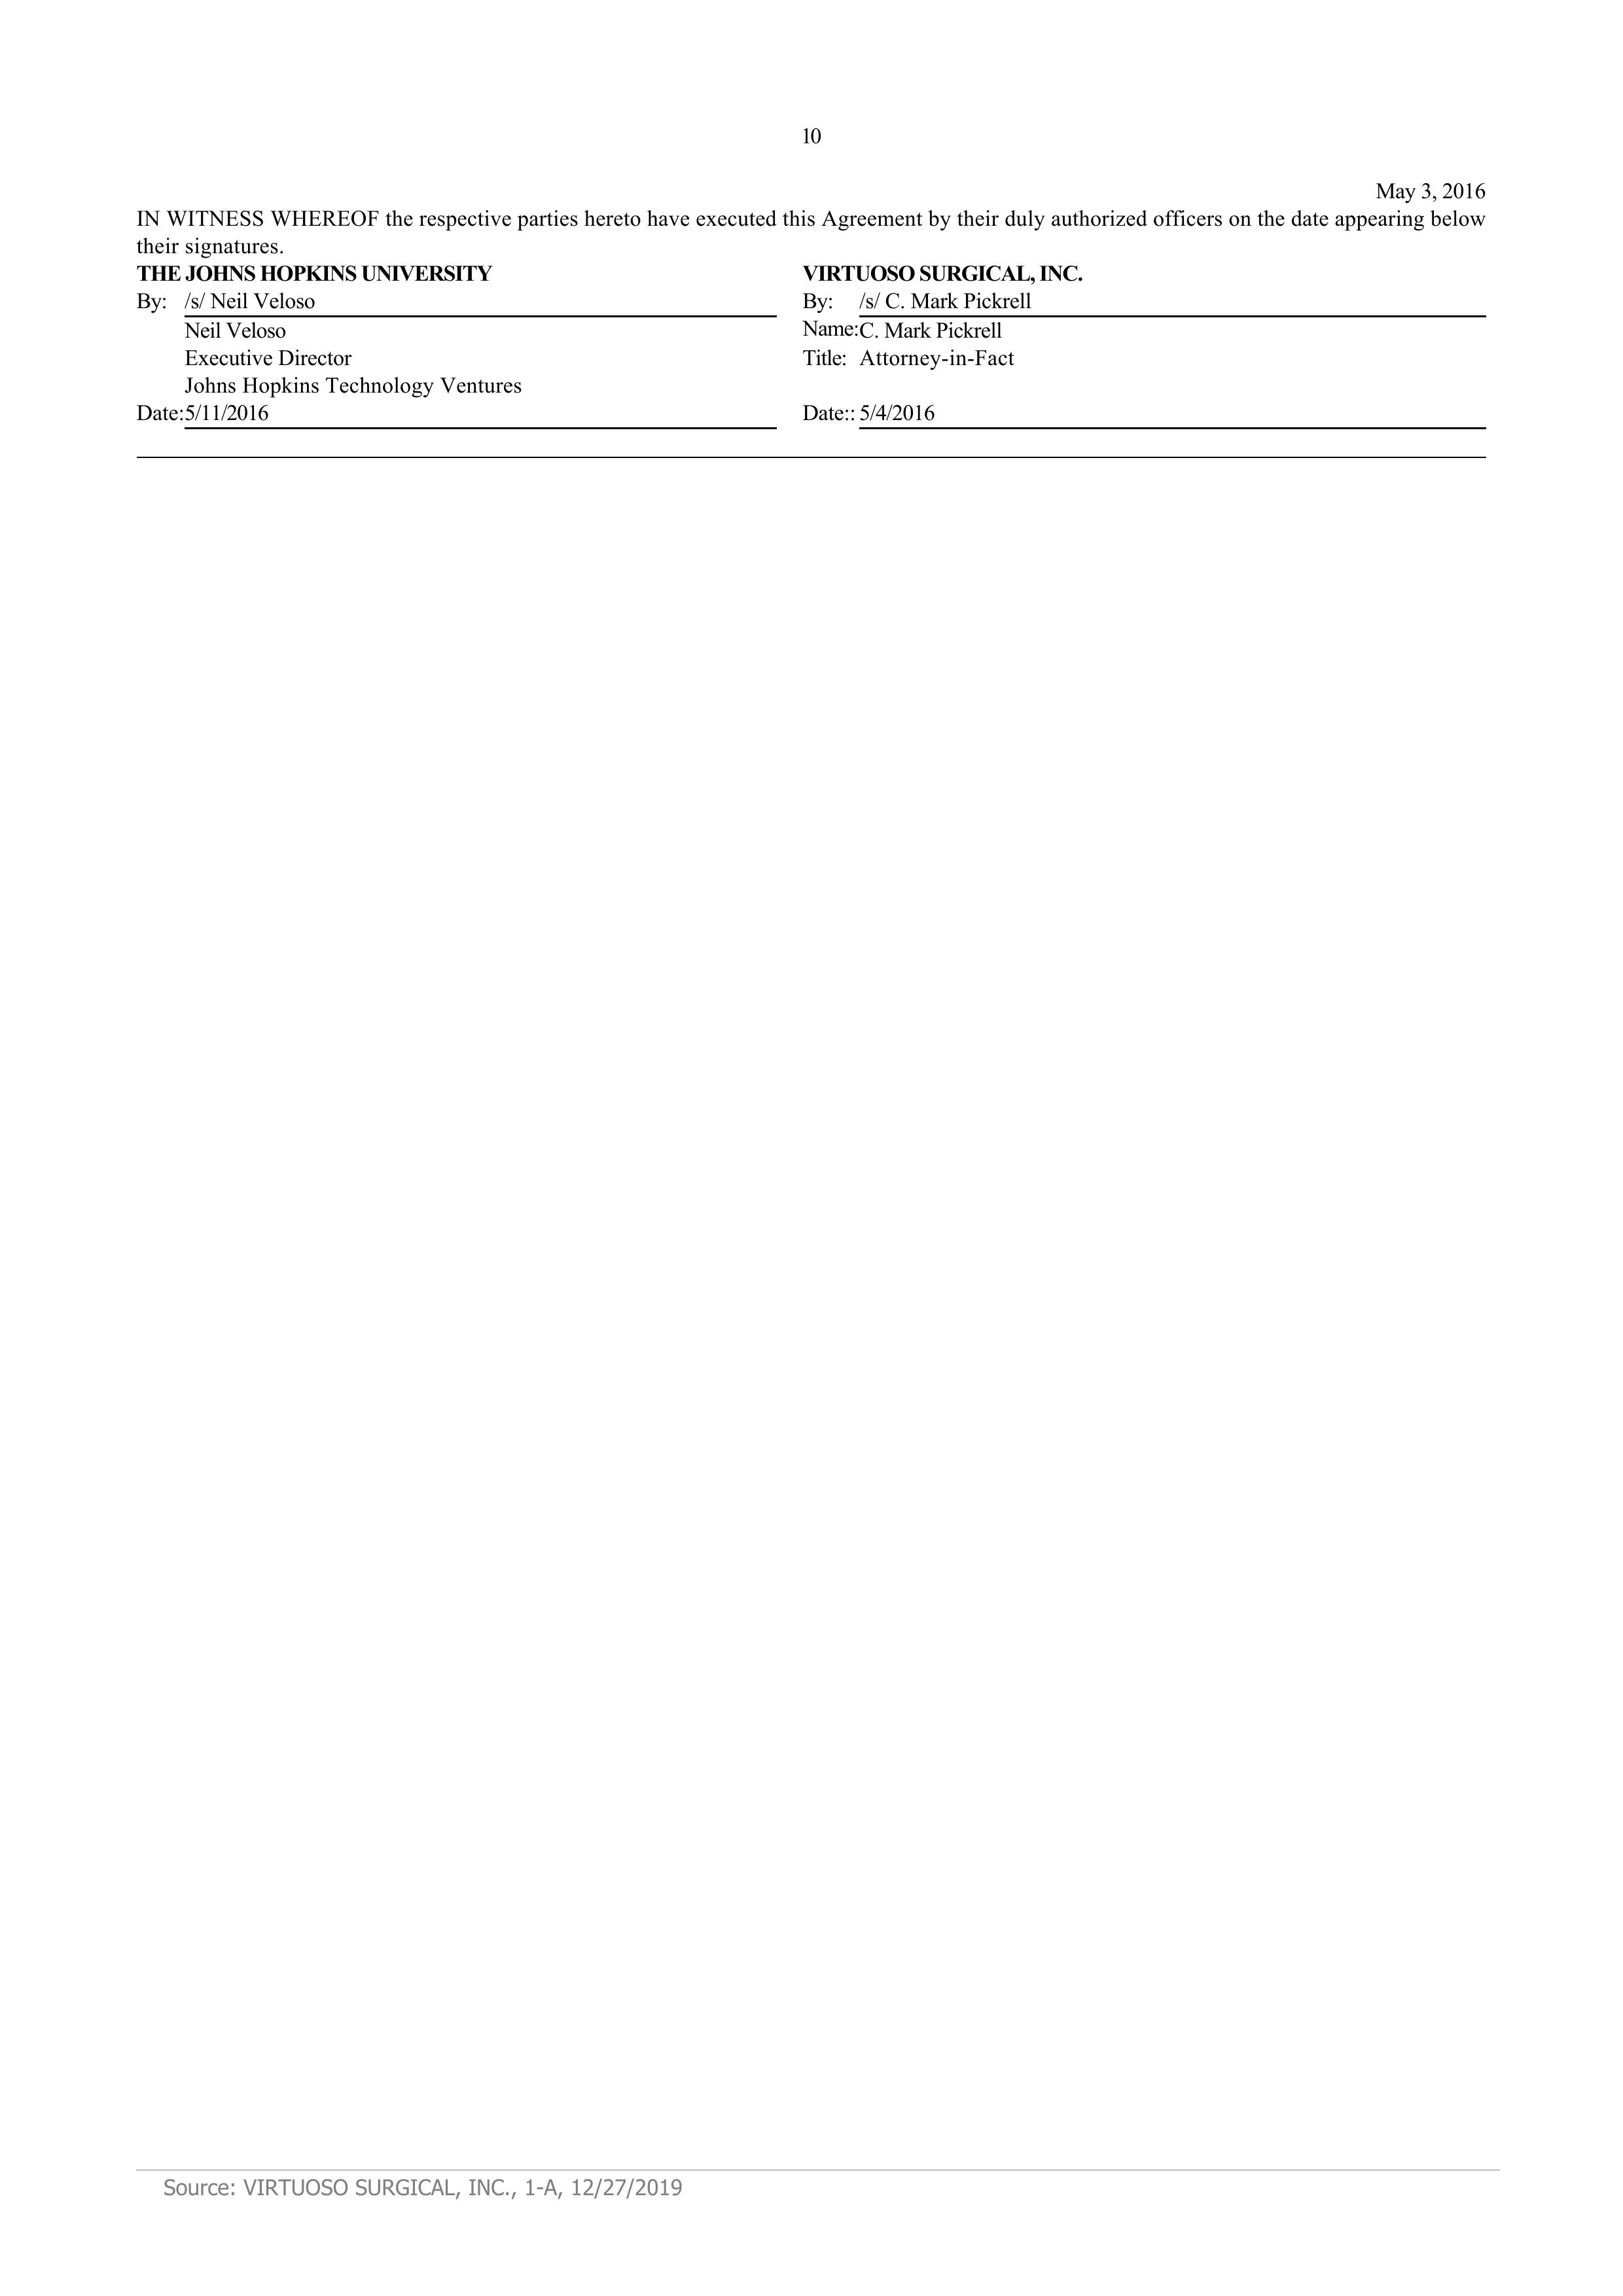 10
May 3, 2016
IN WITNESS WHEREOF the respective parties hereto have executed this Agreement by their duly authorized officers on the date appearing below
their signatures.
THE JOHNS HOPKINS UNIVERSITY
By: /s/ Neil Veloso
Neil Veloso
Executive Director
Johns Hopkins Technology Ventures
Date:5/11/2016
VIRTUOSO SURGICAL, INC.
By: /s/ C. Mark Pickrell
Name:C. Mark Pickrell
Title: Attorney-in-Fact
Date:: 5/4/2016
Source: VIRTUOSO SURGICAL, INC., 1-A, 12/27/2019